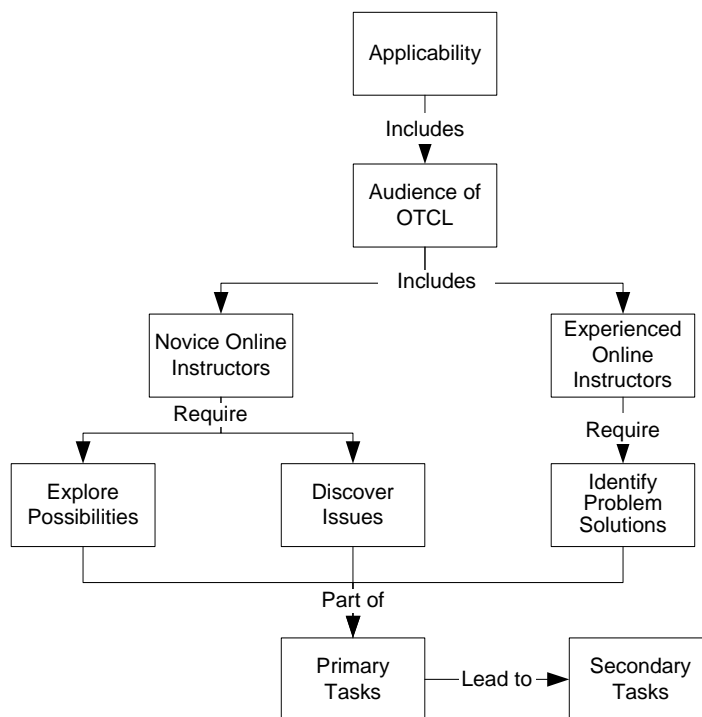 Applicability
Includes
Audience of
OTCL
Includes
Novice Online
Instructors
Experienced
Online
Instructors
Require
Require
Explore
Possibilities
Discover
Issues
Identify
Problem
Solutions
Part of
Primary
Tasks
Lead to
Secondary
Tasks